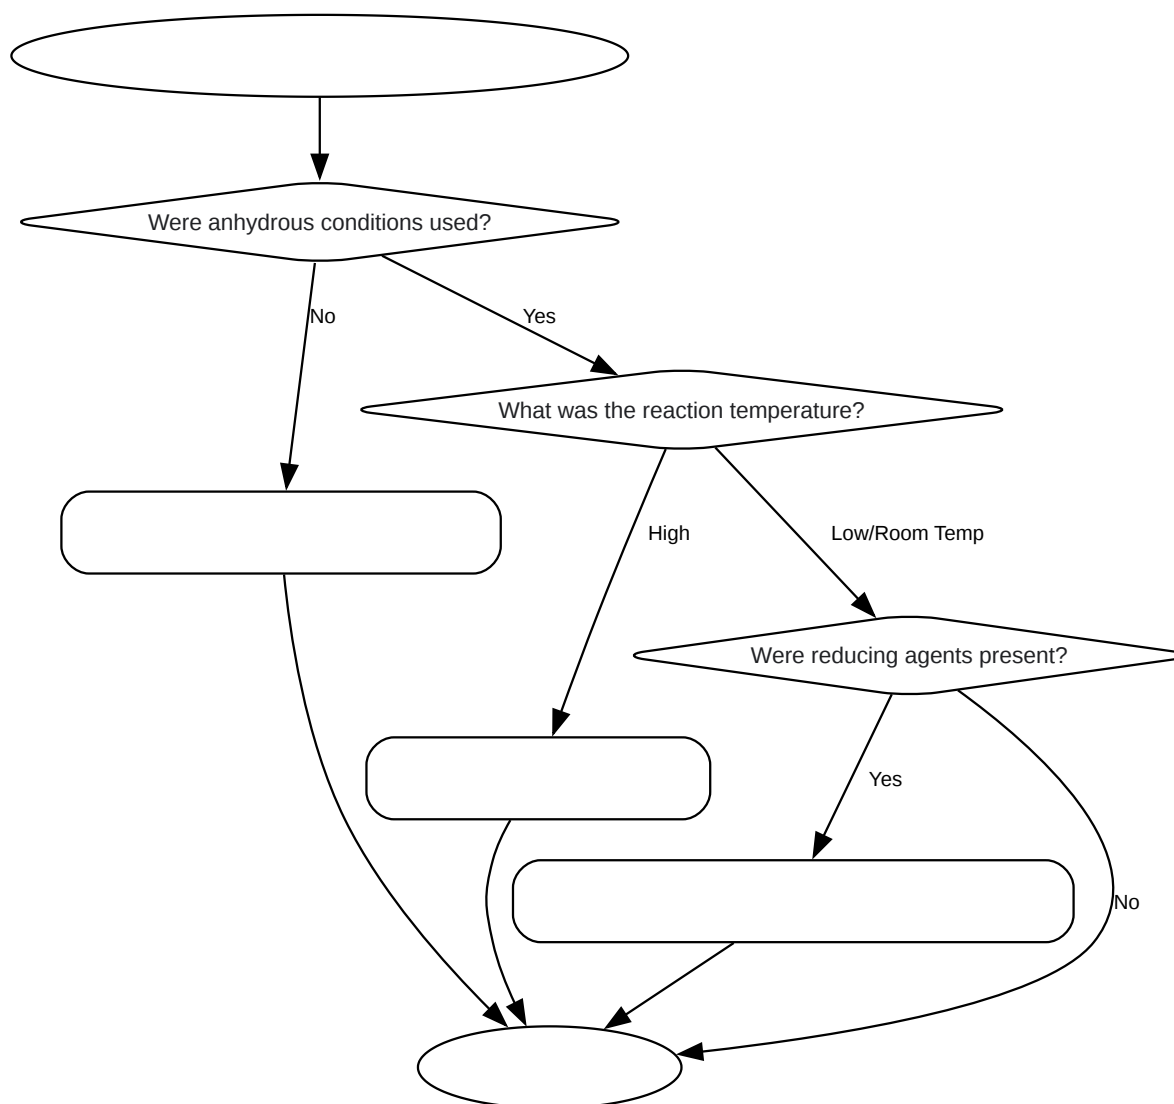 Were anhydrous conditions used?
No
Yes
What was the reaction temperature?
High
Low/Room Temp
Were reducing agents present?
Yes
No